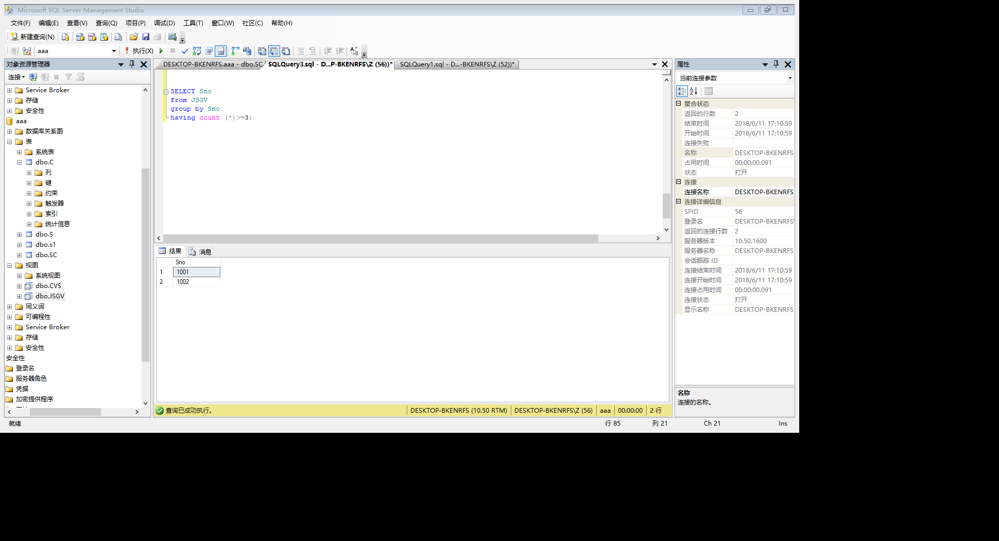 Microsoft SQL Server Management Studio
文件(F) 编辑(E) 查看(V) 查询(Q) 项目(P) 调试(D) 工具(T) 窗口(W) 社区(C) 帮助(H)
新建查询(N)
aaa 执行(X)
对象资源管理器
连接
Service Broker
存储
安全性
aaa
数据库关系图
表
系统表
dbo.C
列
键
约束
触发器
索引
统计信息
dbo.S
dbo.s1
dbo.SC
视图
系统视图
dbo.CVS
dbo.JSGV
同义词
可编程性
Service Broker
存储
安全性
安全性
登录名
服务器角色
凭据
加密提供程序
DESKTOP-BKENRFS.aaa - dbo.SC SQLQuery3.sql - D...P-BKENRFS\Z (56))* SQLQuery1.sql - D...-BKENRFS\Z (52))*
SELECT Sno
from JSGV
group by Sno
having count (*)>=3;
结果 消息
Sno
1 1001
2 1002
查询已成功执行。 DESKTOP-BKENRFS (10.50 RTM) DESKTOP-BKENRFS\Z (56) aaa 00:00:00 2 行
属性
当前连接参数
聚合状态
返回的行数 2
结束时间 2018/6/11 17:10:59
开始时间 2018/6/11 17:10:59
连接失败
名称 DESKTOP-BKENRFS
占用时间 00:00:00.091
状态 打开
连接
连接名称 DESKTOP-BKENRFS
连接详细信息
SPID 56
登录名 DESKTOP-BKENRFS\
返回的连接行数 2
服务器版本 10.50.1600
服务器名称 DESKTOP-BKENRFS
会话跟踪 ID
连接结束时间 2018/6/11 17:10:59
连接开始时间 2018/6/11 17:10:59
连接占用时间 00:00:00.091
连接状态 打开
显示名称 DESKTOP-BKENRFS
名称
连接的名称。
就绪 行 85 列 21 Ch 21 Ins